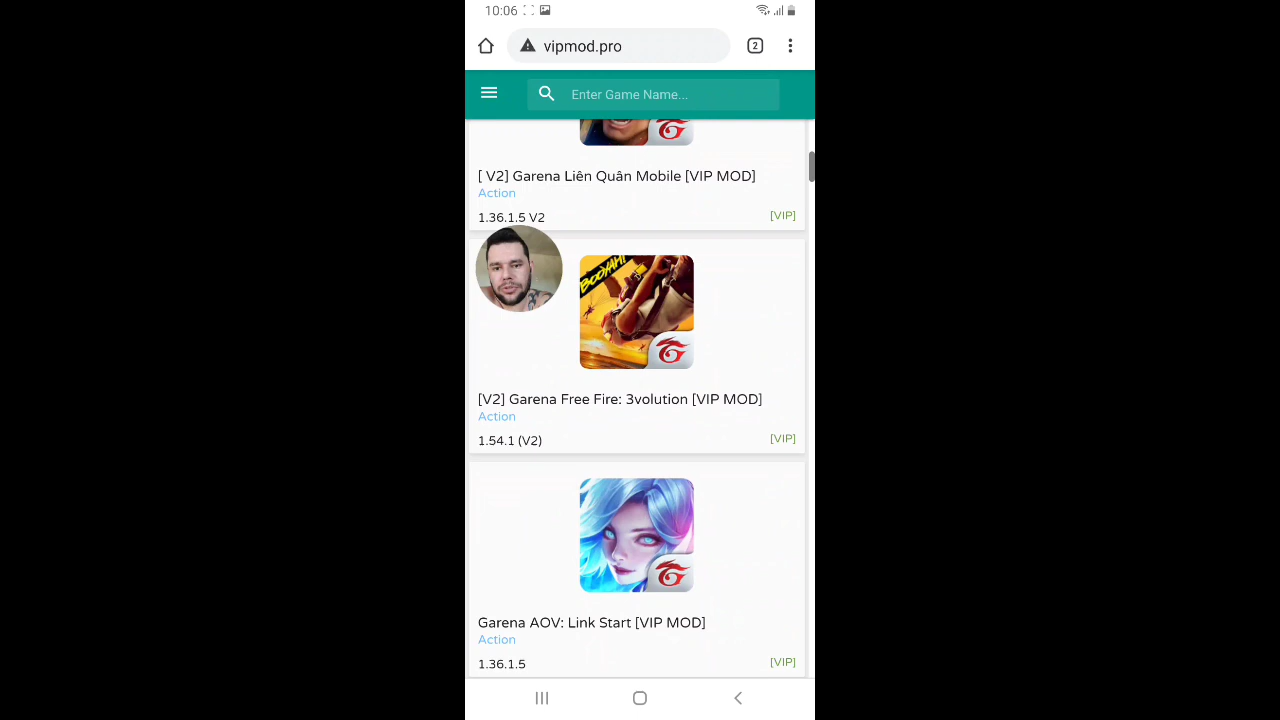 10:06
vipmod.pro
2
Enter Game Name...
[ V2] Garena Liên Quân Mobile [VIP MOD]
Action
1.36.1.5 V2
[VIP]
BOOYAH!
[V2] Garena Free Fire: 3volution [VIP MOD]
Action
1.54.1 (V2)
[VIP]
Garena AOV: Link Start [VIP MOD]
Action
1.36.1.5
[VIP]